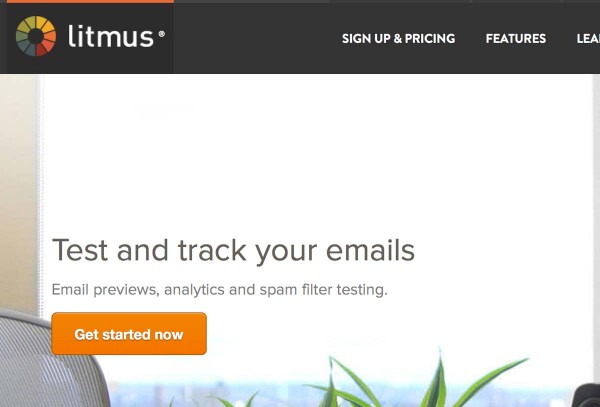 litmus®
SIGN UP & PRICING FEATURES
Test and track your emails
Email previews, analytics and spam filter testing.
Get started now